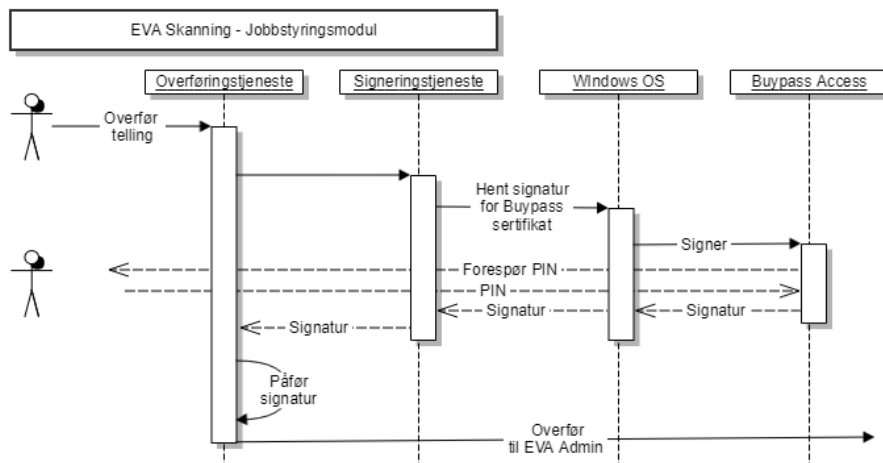 EVA Skanning - Jobbstyringsmodul
Overføringstjeneste
Signeringstjeneste
WIndows OS
Buypass Access
Overfør
telling
Hent signatur
for Buypass
sertifikat
Signer
Forespør PIN
PIN
Signatur
Signatur
Signatur
Påfør
signatur
Overfør
til EVA Admin